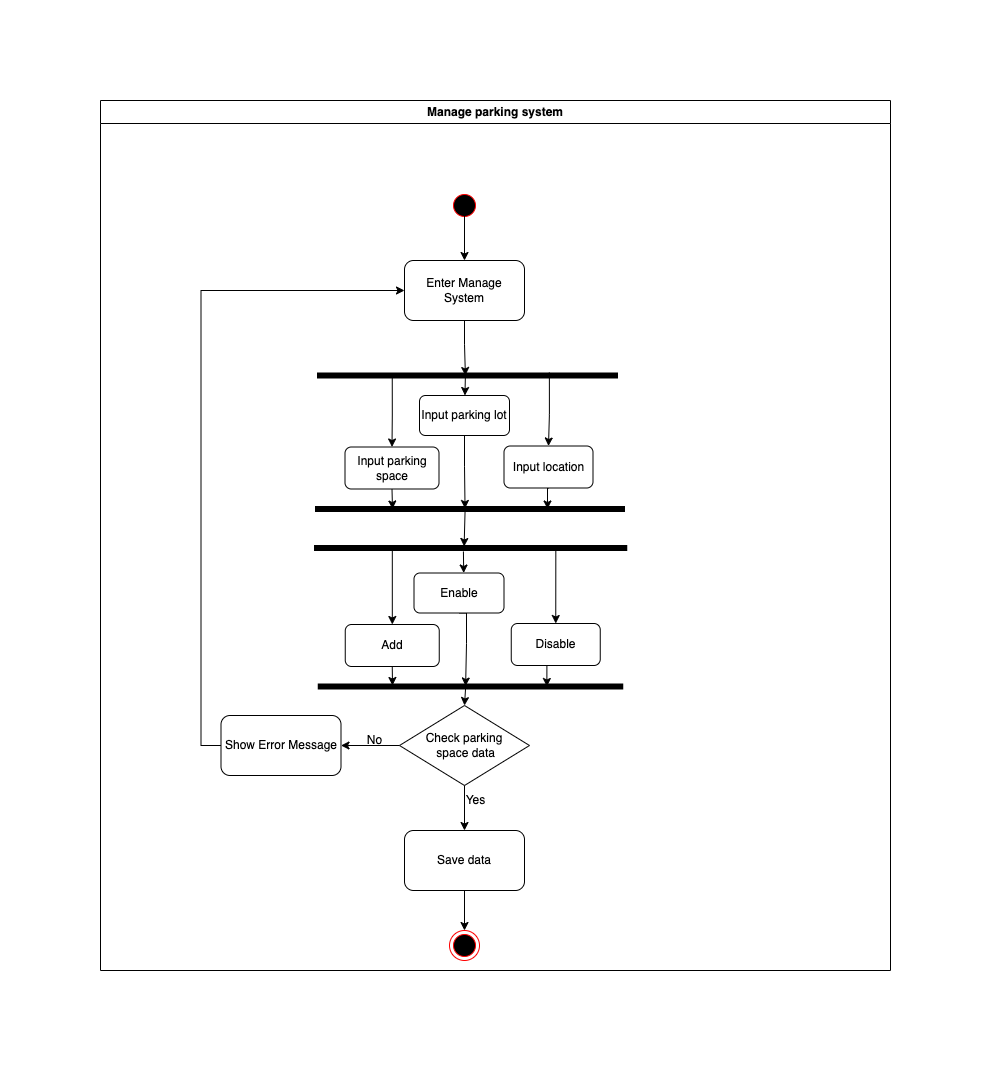 Manage parking system
Enter Manage
System
Input parking lot
Input parking
space
Input location
Enable
Add
Disable
Check parking
space data
No
Show Error Message
Yes
Save data